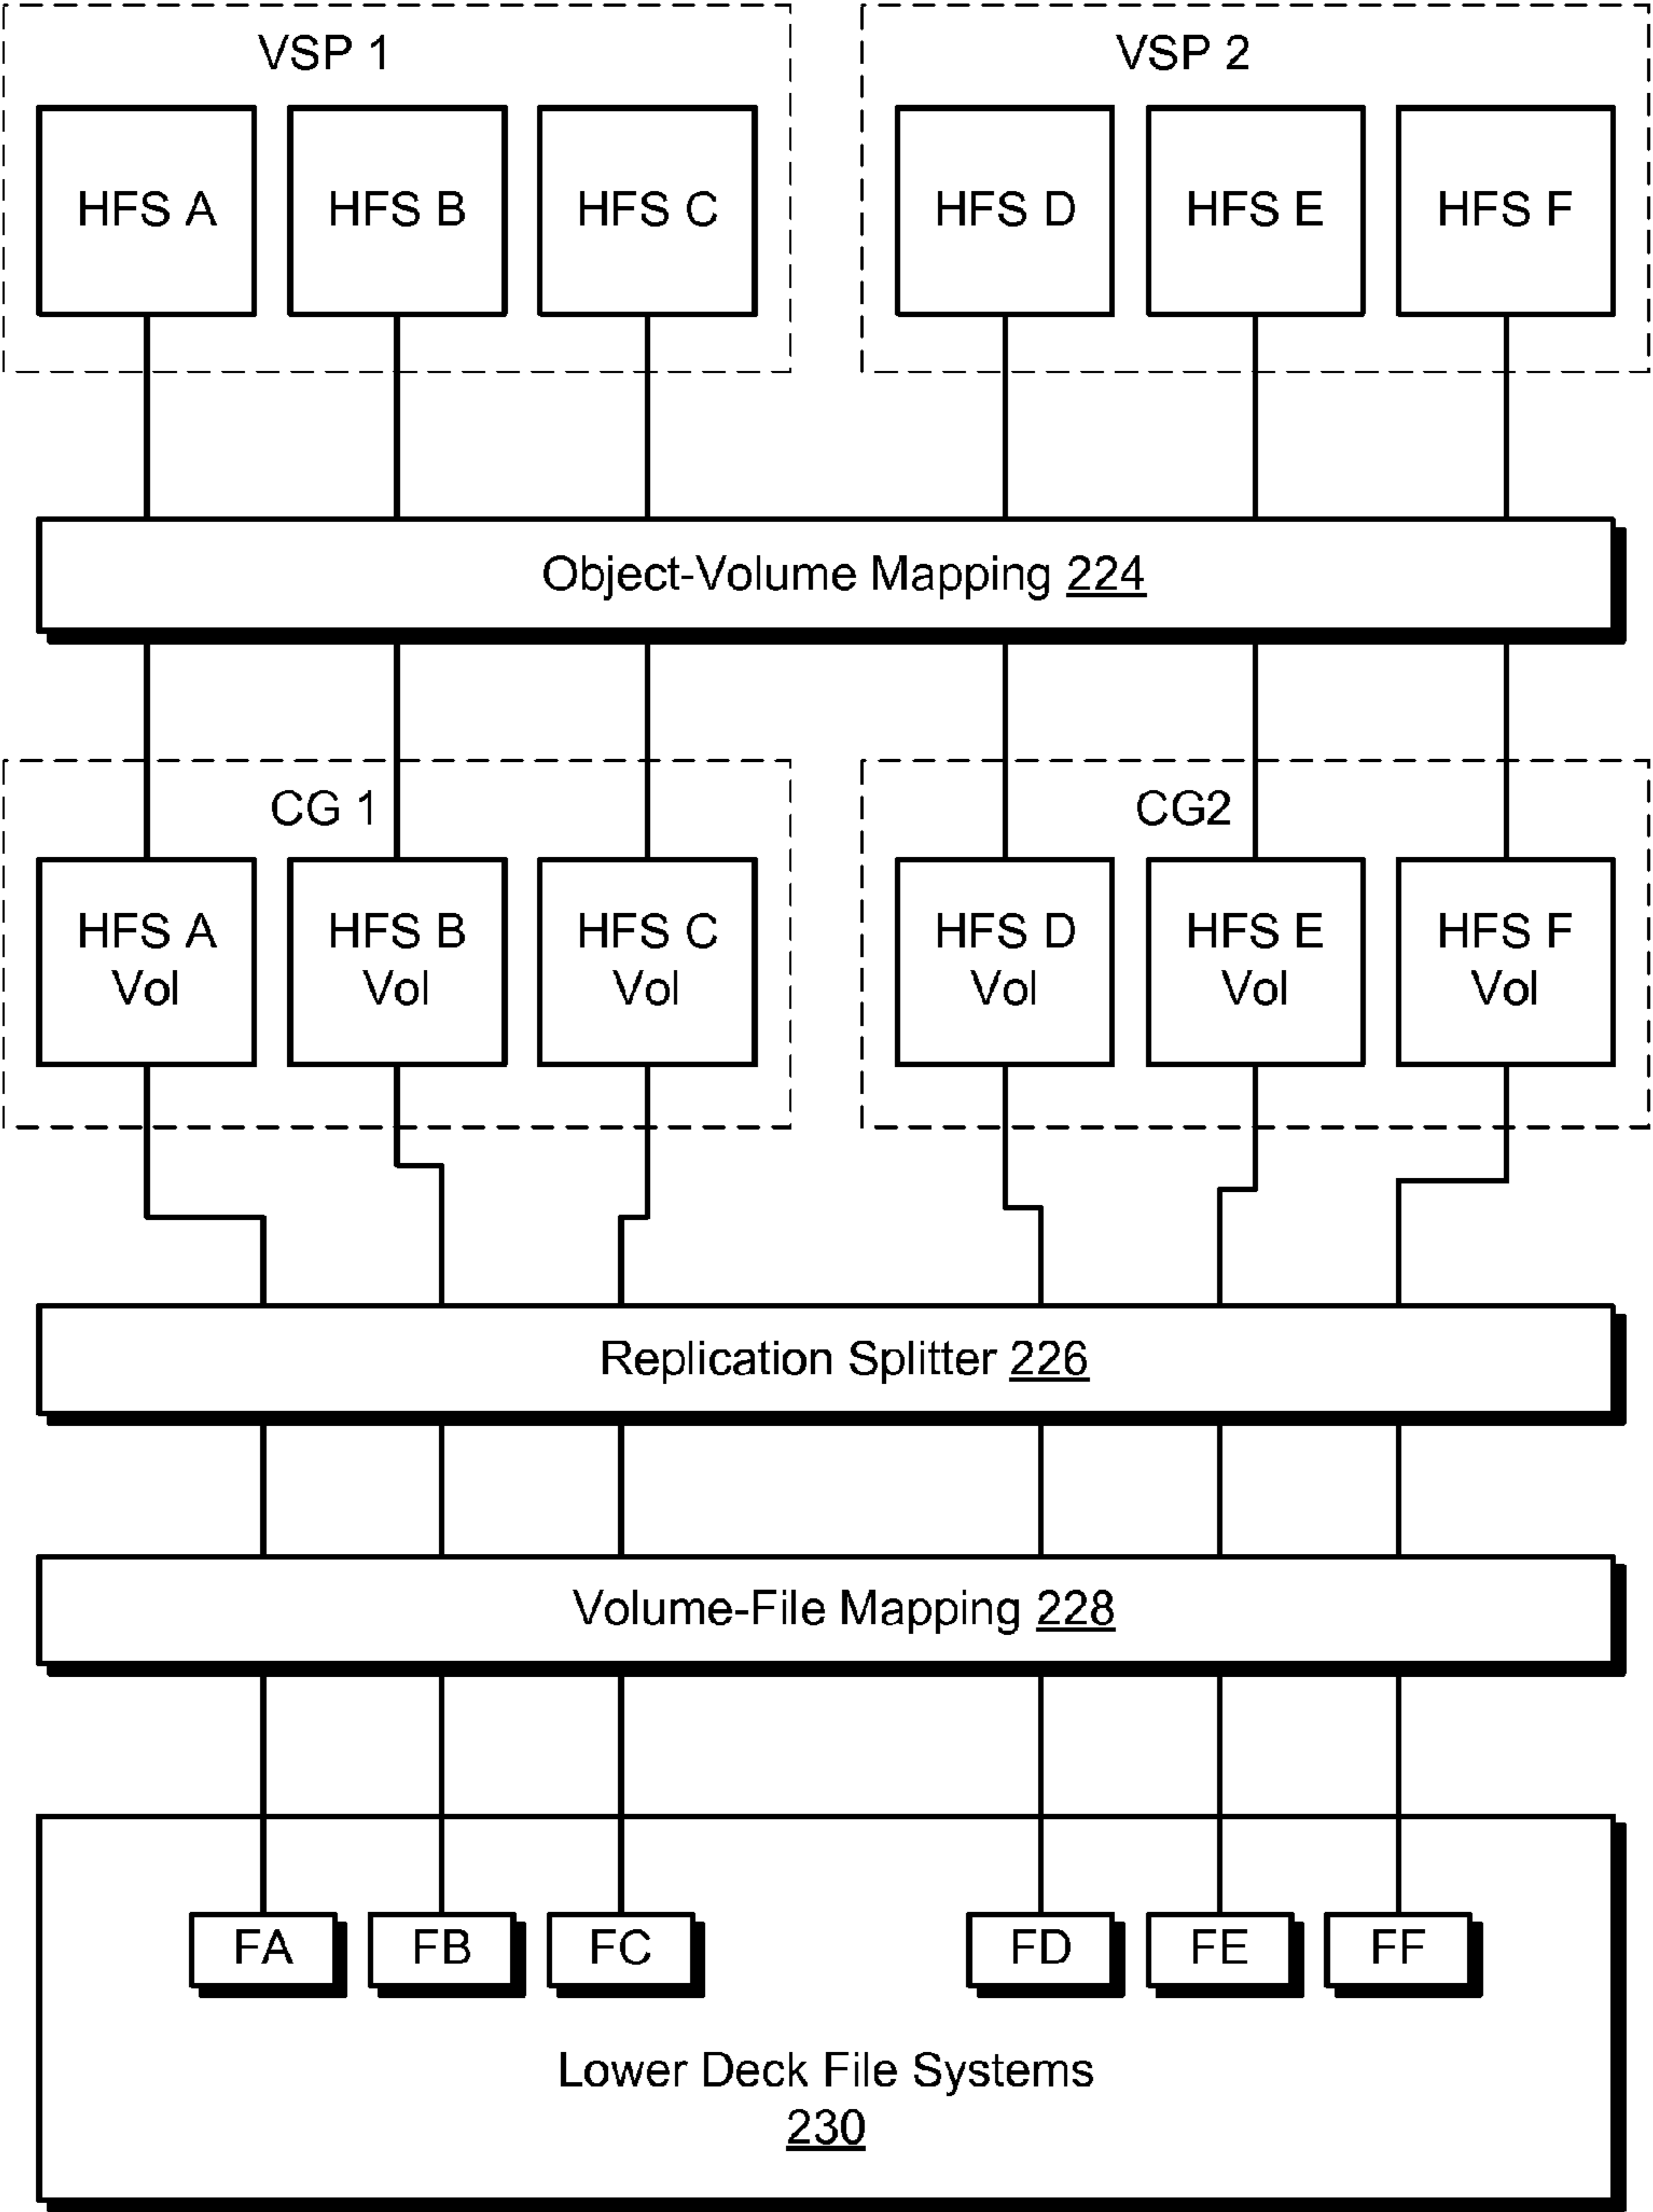 VSP 1
VSP 2
HFS A
HFS B
HFS C
HFS D
HFS E
HFS F
Object-Volume Mapping 224
CG 1
CG2
HFS A
Vol
HFS B
Vol
HFS C
Vol
HFS D
Vol
HFS E
Vol
HFS F
Vol
Replication Splitter 226
Volume-File Mapping 228
FA
FB
FC
FD
FE
FF
Lower Deck File Systems
230